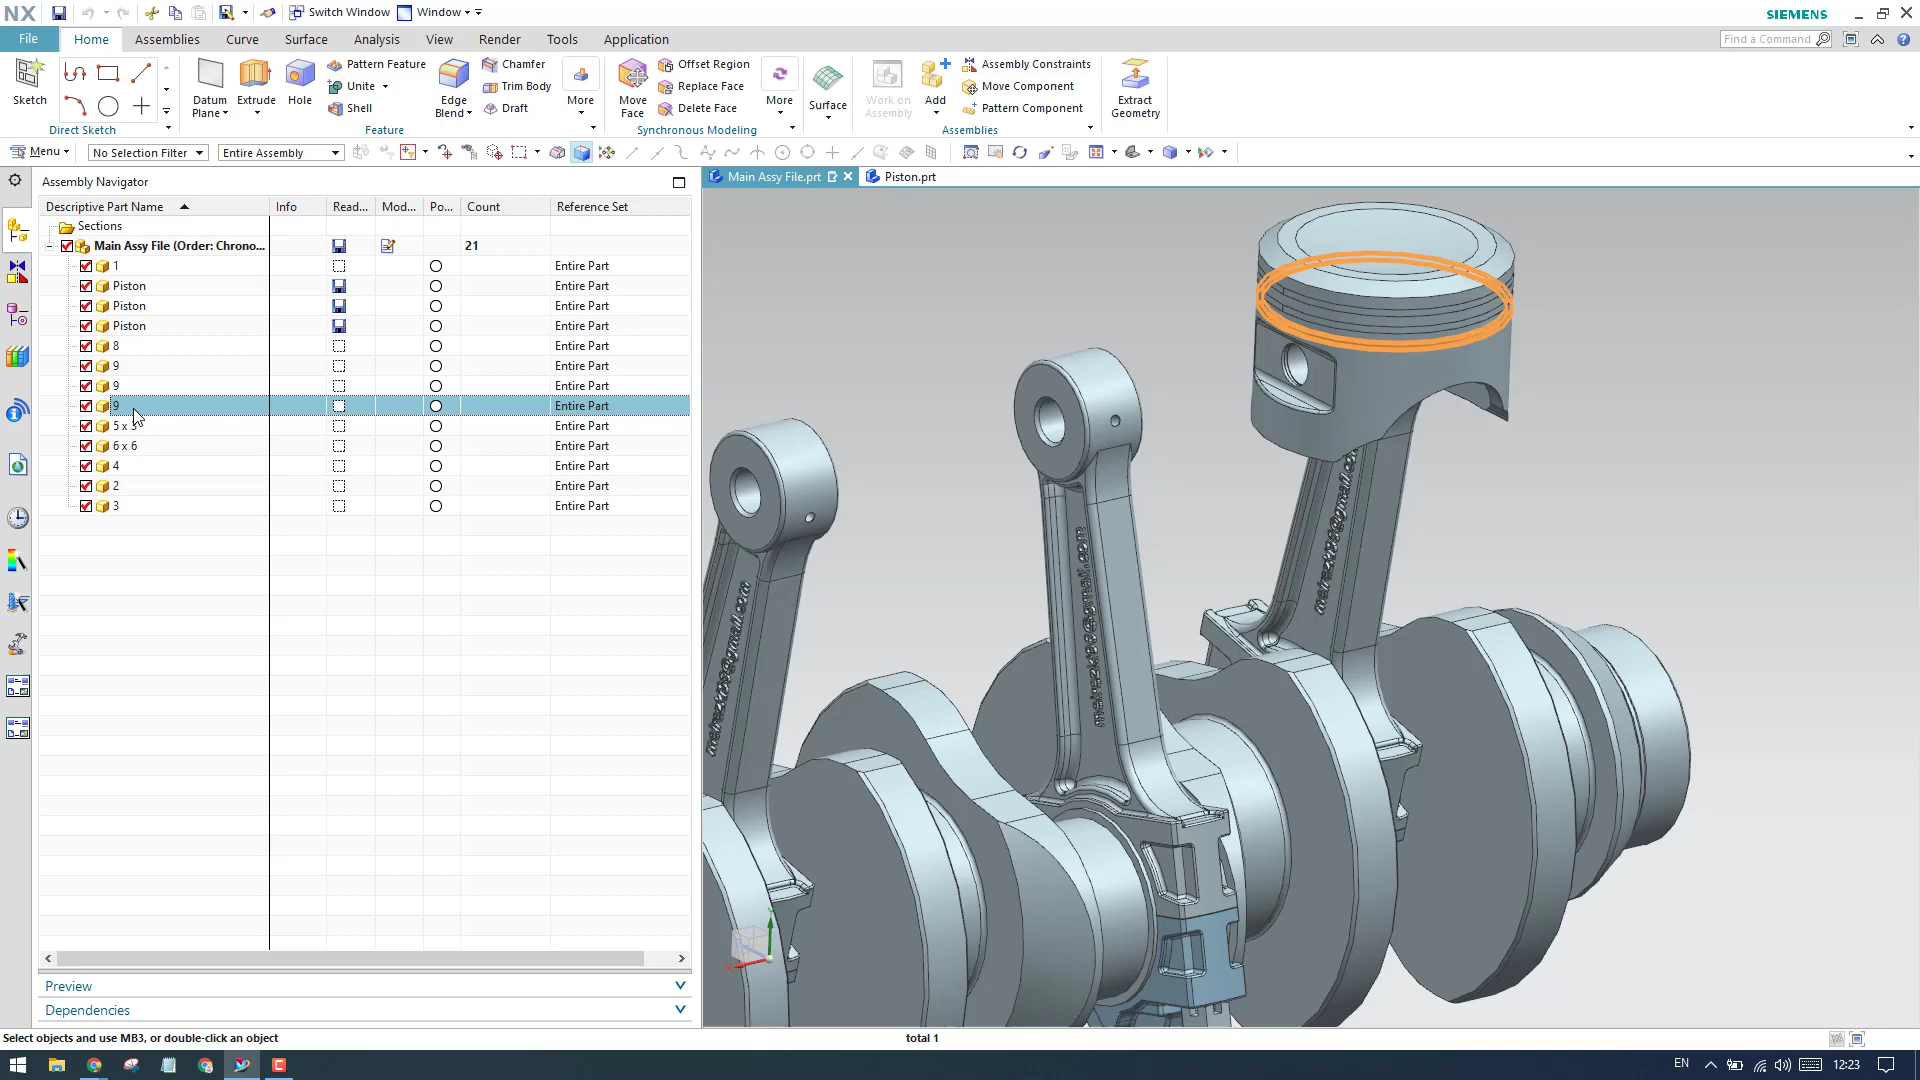 NX
Switch Window
Window
SIEMENS
File
Home
Assemblies
Curve
Surface
Analysis
View
Render
Tools
Application
Find a Command
Sketch
Direct Sketch
Datum
Plane
Extrude
Hole
Pattern Feature
Unite
Shell
Edge
Blend
Chamfer
Trim Body
Draft
More
Feature
Move
Face
Offset Region
Replace Face
Delete Face
More
Synchronous Modeling
Surface
Work on
Assembly
Add
Assembly Constraints
Move Component
Pattern Component
Assemblies
Extract
Geometry
Menu
No Selection Filter
Entire Assembly
Assembly Navigator
Main Assy File.prt
Piston.prt
Descriptive Part Name
Info
Read...
Mod...
Po...
Count
Reference Set
Sections
Main Assy File (Order: Chrono...
21
1
Entire Part
Piston
Entire Part
Piston
Entire Part
Piston
Entire Part
8
Entire Part
9
Entire Part
9
Entire Part
9
Entire Part
5 x
Entire Part
6 x 6
Entire Part
4
Entire Part
2
Entire Part
3
Entire Part
Preview
Dependencies
Select objects and use MB3, or double-click an object
total 1
EN
12:23